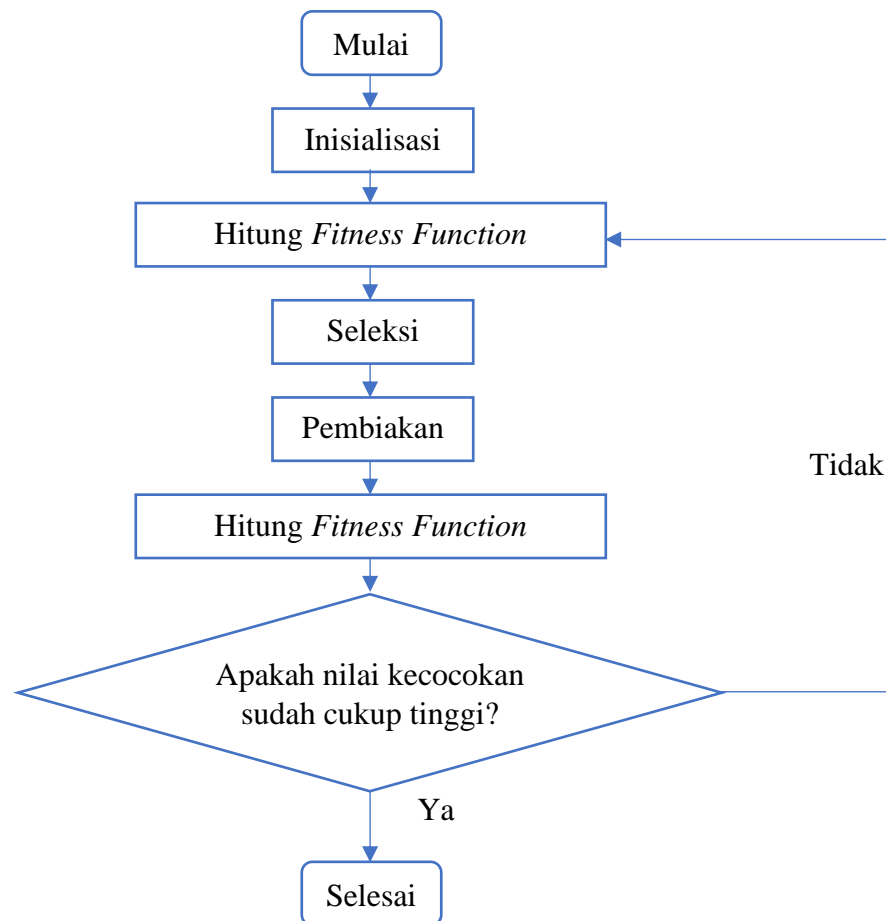 Mulai
Inisialisasi
Hitung Fitness Function
Seleksi
Pembiakan
Tidak
Hitung Fitness Function
Apakah nilai kecocokan
sudah cukup tinggi?
Ya
Selesai